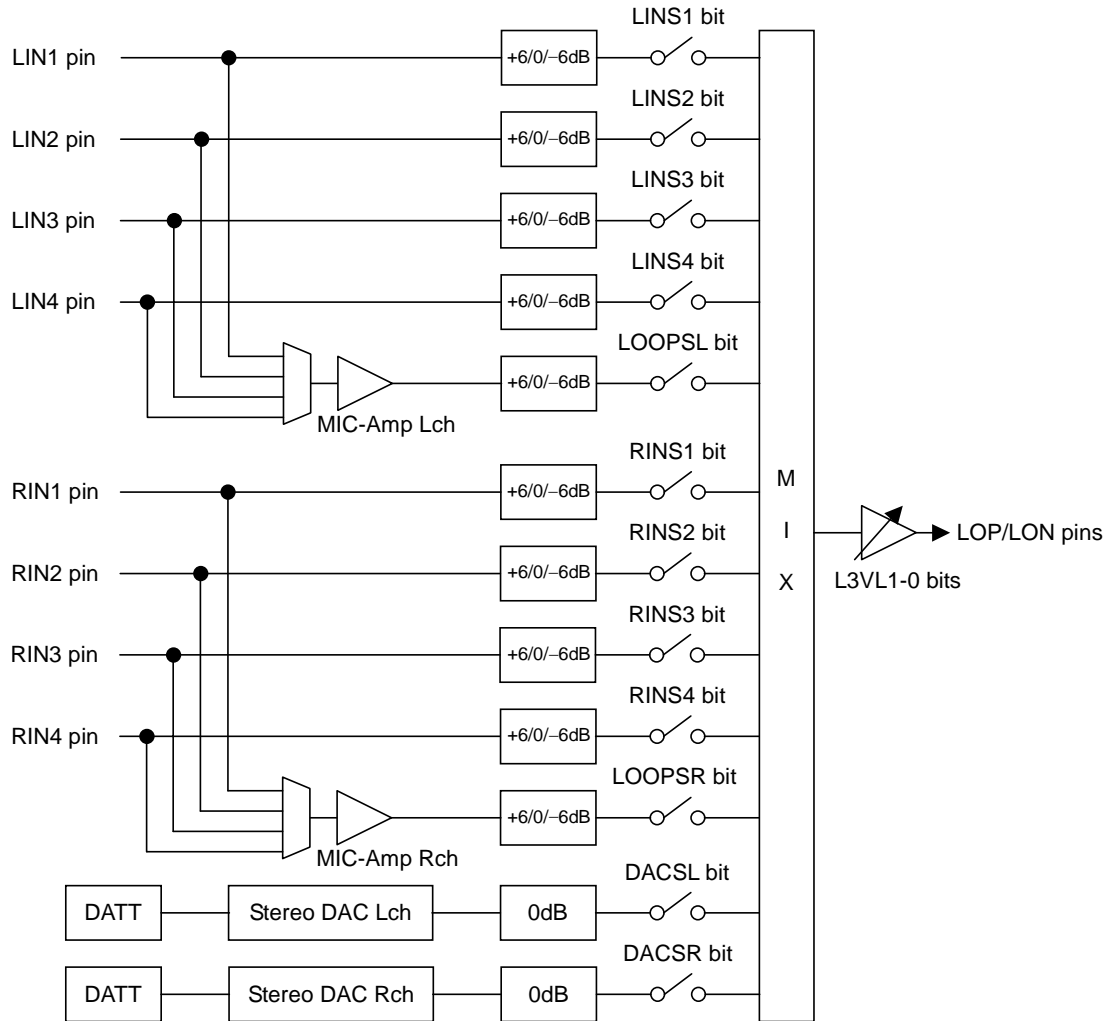 LINS1 bit
LIN1 pin
+6/0/−6dB
LINS2 bit
LIN2 pin
+6/0/−6dB
LINS3 bit
LIN3 pin
+6/0/−6dB
LINS4 bit
LIN4 pin
+6/0/−6dB
LOOPSL bit
+6/0/−6dB
MIC-Amp Lch
RINS1 bit
RIN1 pin
+6/0/−6dB
RINS2 bit
RIN2 pin
+6/0/−6dB
RINS3 bit
RIN3 pin
+6/0/−6dB
RINS4 bit
RIN4 pin
+6/0/−6dB
LOOPSR bit
+6/0/−6dB
MIC-Amp Rch
DACSL bit
DATT
Stereo DAC Lch
0dB
DACSR bit
DATT
Stereo DAC Rch
0dB
M
I
X
LOP/LON pins
L3VL1-0 bits